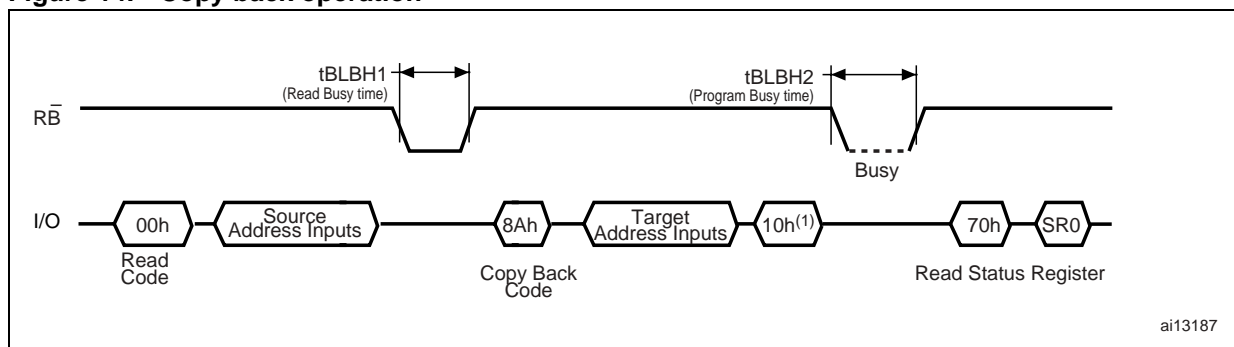 Figure 14. Copy back operation
tBLBH1
(Read Busy time)
tBLBH2
(Program Busy time)
RB
Busy
I/O
00h
Source
Address Inputs
8Ah
Target
Address Inputs
10h(1)
70h
SR0
Read
Code
Copy Back
Code
Read Status Register
ai13187